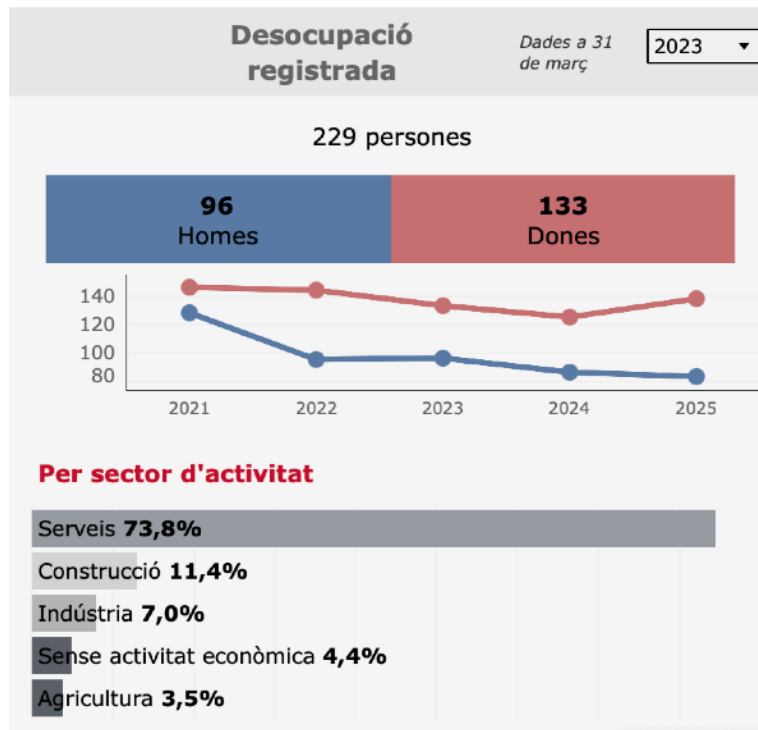 Desocupació
registrada
Dades a 31
de març
2023
229 persones
96
Homes
133
Dones
140
120
100
80
2021 2022 2023 2024 2025
Per sector d'activitat
Serveis 73,8%
Construcció 11,4%
Indústria 7,0%
Sense activitat econòmica 4,4%
Agricultura 3,5%